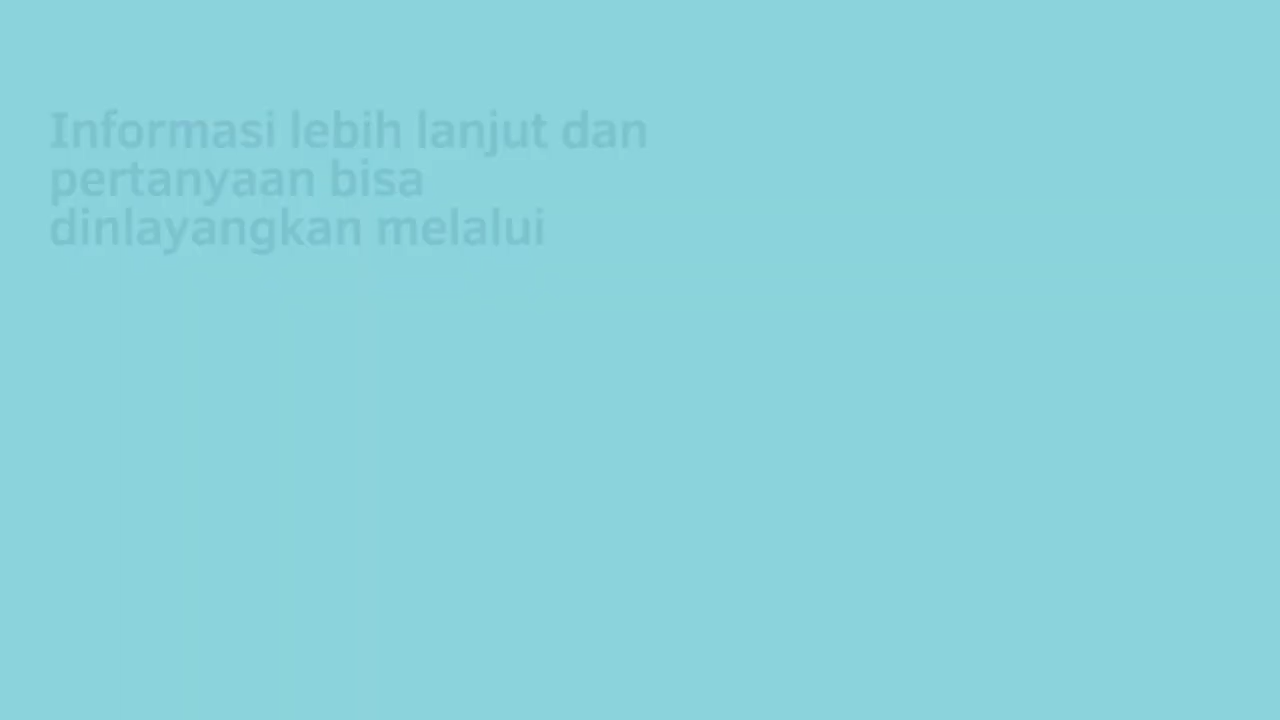 Informasi lebih lanjut dan
pertanyaan bisa
dinlayangkan melalui